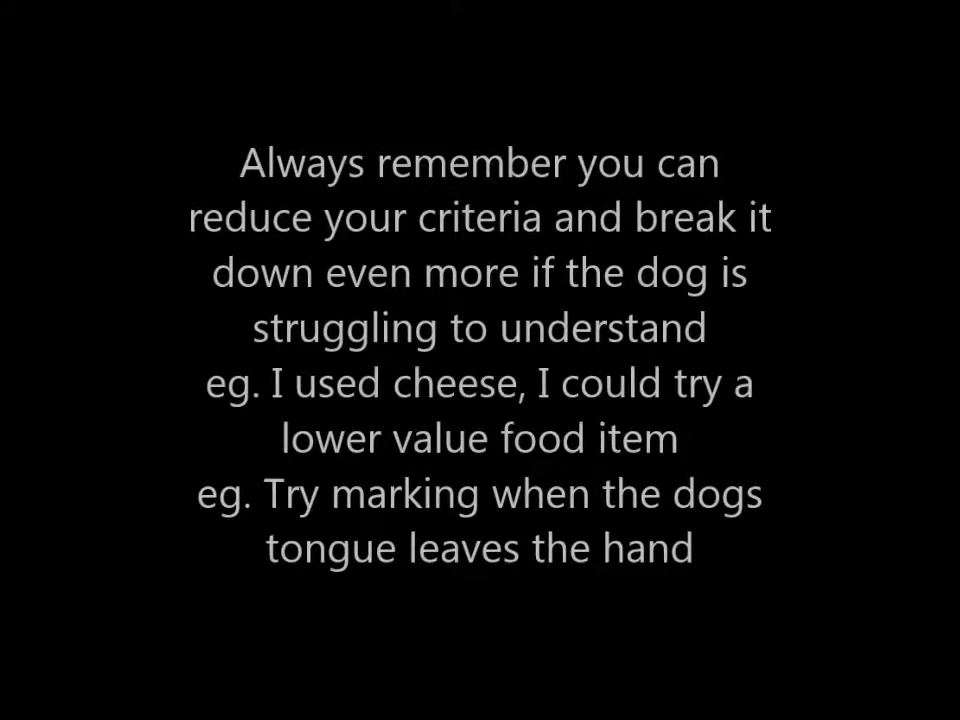 Always remember you can
reduce your criteria and break it
down even more if the dog is
struggling to understand
eg. I used cheese, I could try a
lower value food item
eg. Try marking when the dogs
tongue leaves the hand